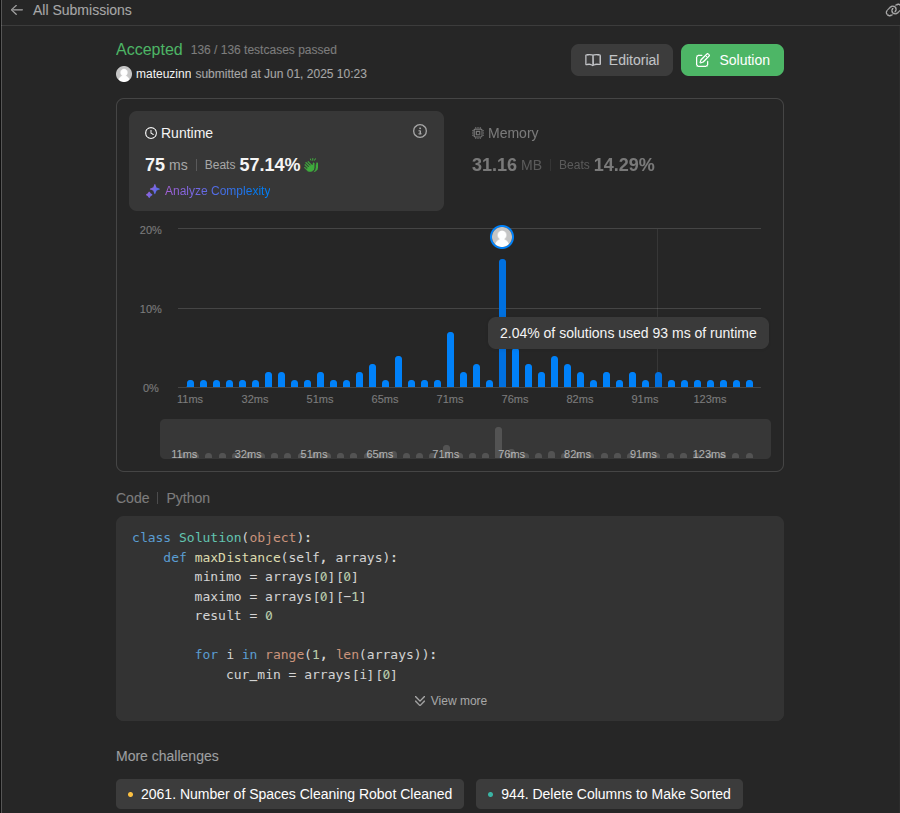 All Submissions
Accepted 136 / 136 testcases passed
mateuzinn submitted at Jun 01, 2025 10:23
Editorial
Solution
Runtime
75 ms Beats 57.14%
Analyze Complexity
Memory
31.16 MB Beats 14.29%
20%
10%
0%
2.04% of solutions used 93 ms of runtime
11ms 32ms 51ms 65ms 71ms 76ms 82ms 91ms 123ms
11ms 32ms 51ms 65ms 71ms 76ms 82ms 91ms 123ms
Code Python
class Solution(object):
    def maxDistance(self, arrays):
        minimo = arrays[0][0]
        maximo = arrays[0][-1]
        result = 0
        for i in range(1, len(arrays)):
            cur_min = arrays[i][0]
View more
More challenges
2061. Number of Spaces Cleaning Robot Cleaned
944. Delete Columns to Make Sorted